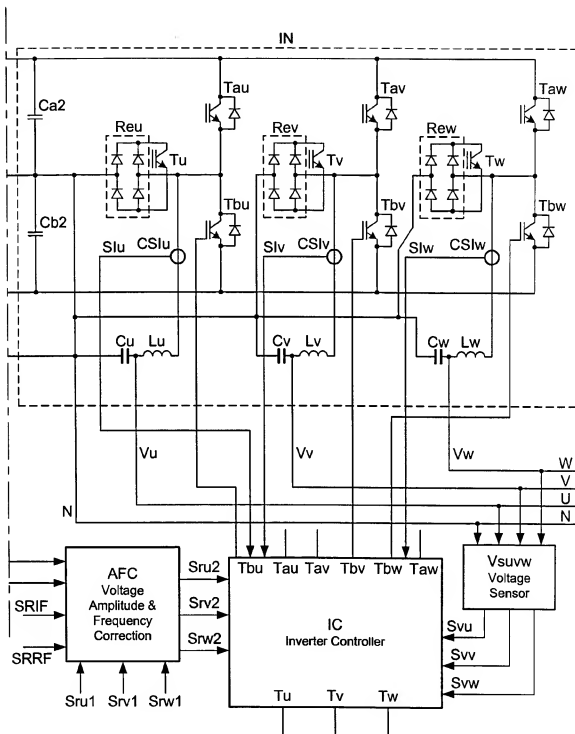 IN
Tau
Tav
Taw
Ca2
Reu
Tu
Rev
Tv
Rew
Tw
Tbu
Tbv
Tbw
Cb2
SIu
CSIu
SIv
CSIv
SIw
CSIw
Cu
Lu
Cv
Lv
Cw
Lw
Vu
Vv
Vw
W
V
U
N
N
AFC
Voltage
Amplitude &
Frequency
Correction
SRIF
SRRF
Sru1
Srv1
Srw1
Sru2
Srv2
Srw2
Tbu
Tau
Tav
Tbv
Tbw
Taw
IC
Inverter Controller
Tu
Tv
Tw
Vsuvw
Voltage
Sensor
Svu
Svv
Svw